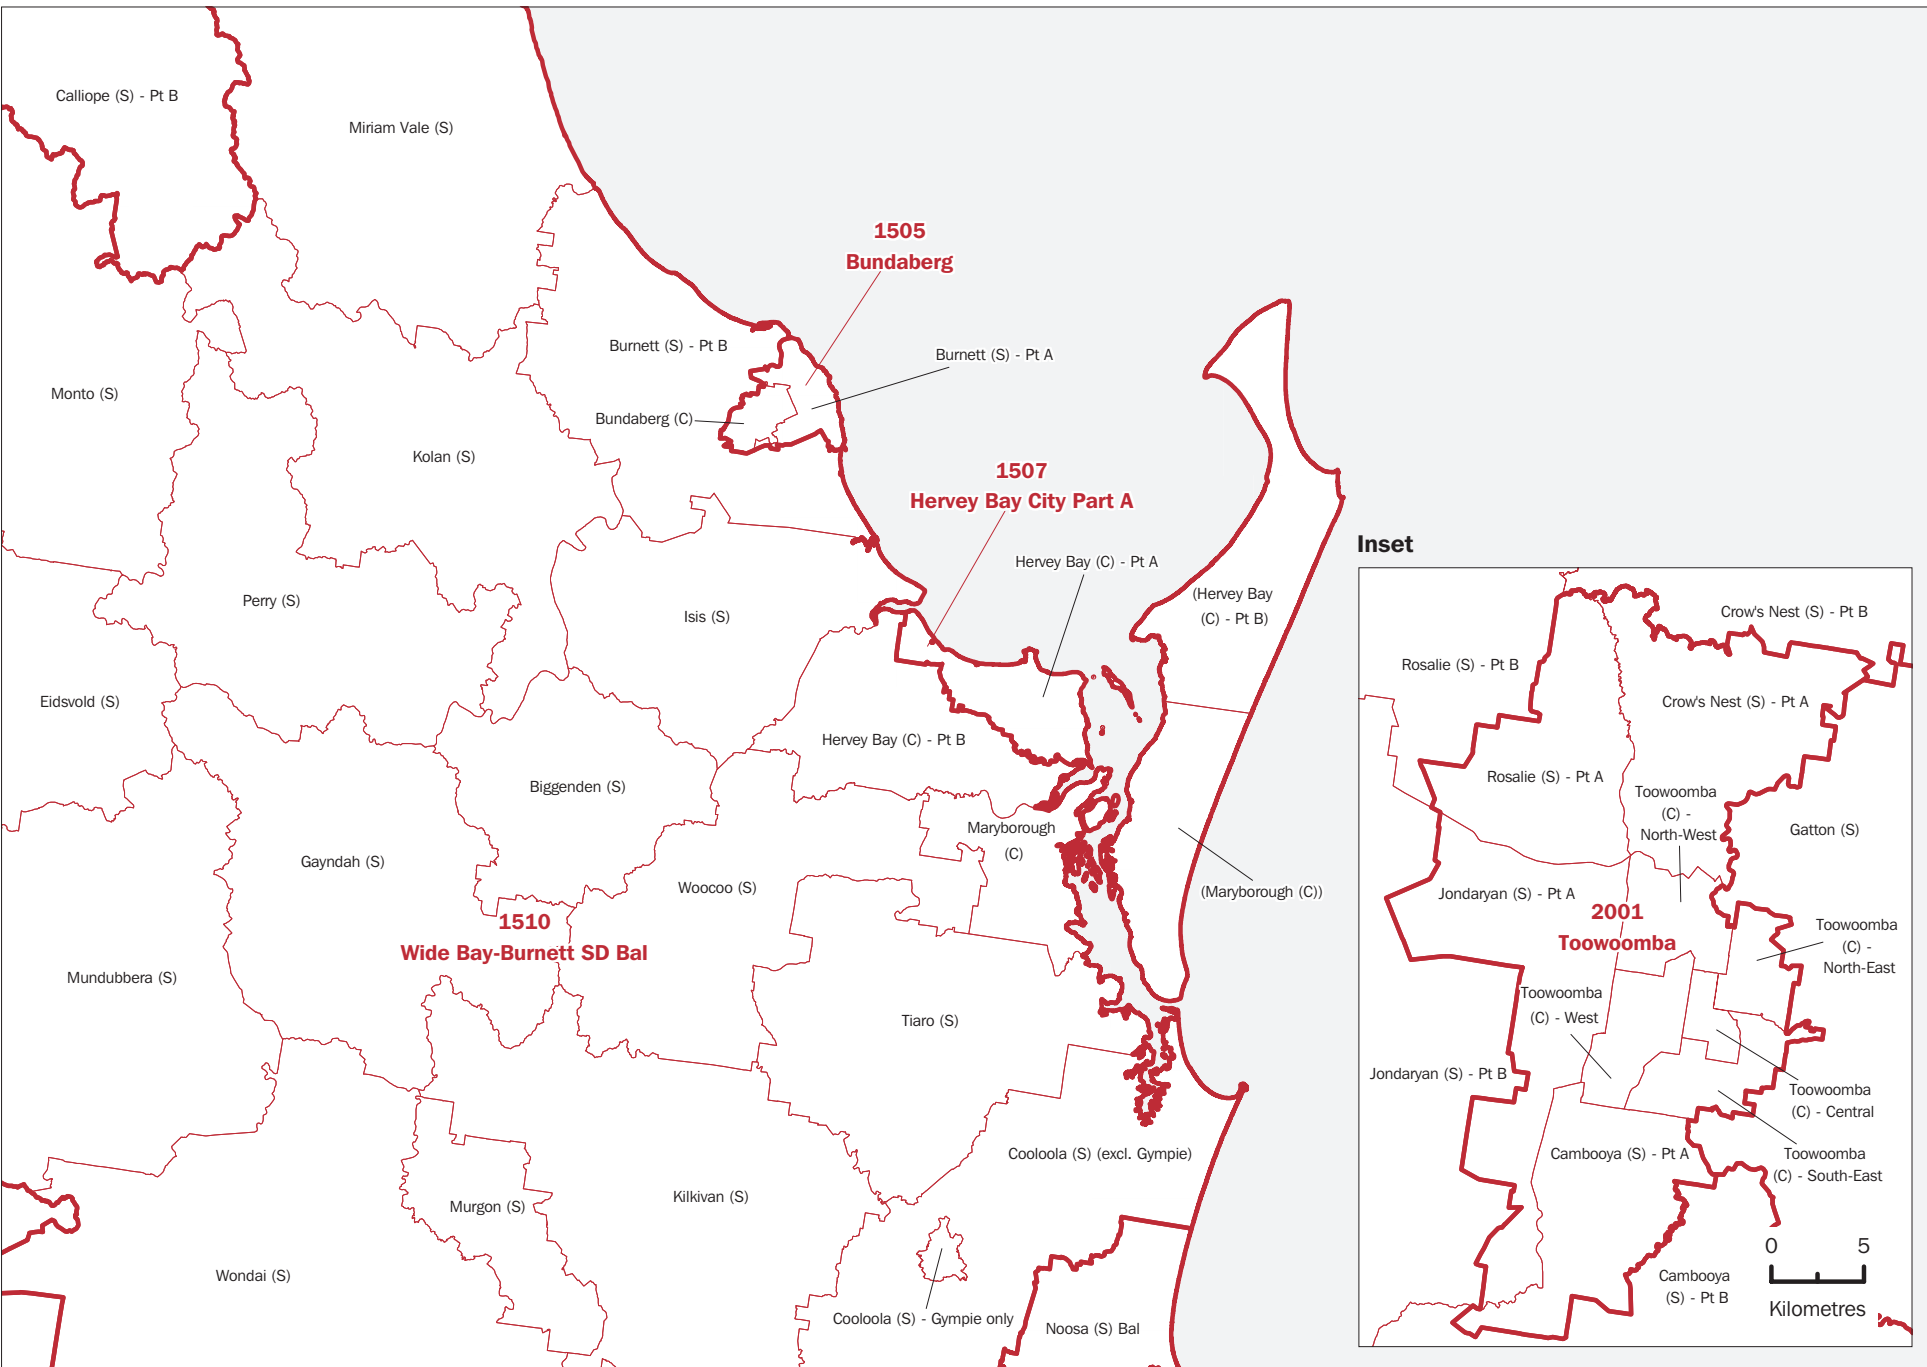 Calliope (S) - Pt B
Miriam Vale (S)
1505
Bundaberg
Burnett (S) - Pt B
Burnett (S) - Pt A
Monto (S)
Bundaberg (C)
Kolan (S)
1507
Hervey Bay City Part A
Hervey Bay (C) - Pt A
(Hervey Bay
(C) - Pt B)
Perry (S)
Isis (S)
Eidsvold (S)
Hervey Bay (C) - Pt B
Biggenden (S)
Maryborough
(C)
Gayndah (S)
Woocoo (S)
(Maryborough (C))
1510
Wide Bay-Burnett SD Bal
Mundubbera (S)
Tiaro (S)
Cooloola (S) (excl. Gympie)
Murgon (S)
Kilkivan (S)
Wondai (S)
Cooloola (S) - Gympie only
Noosa (S) Bal
Inset
Crow's Nest (S) - Pt B
Rosalie (S) - Pt B
Crow's Nest (S) - Pt A
Rosalie (S) - Pt A
Toowoomba
(C) -
North-West
Gatton (S)
Jondaryan (S) - Pt A
2001
Toowoomba
Toowoomba
(C) -
North-East
Toowoomba
(C) - West
Jondaryan (S) - Pt B
Toowoomba
(C) - Central
Cambooya (S) - Pt A
Toowoomba
(C) - South-East
Cambooya
(S) - Pt B
0 5
Kilometres